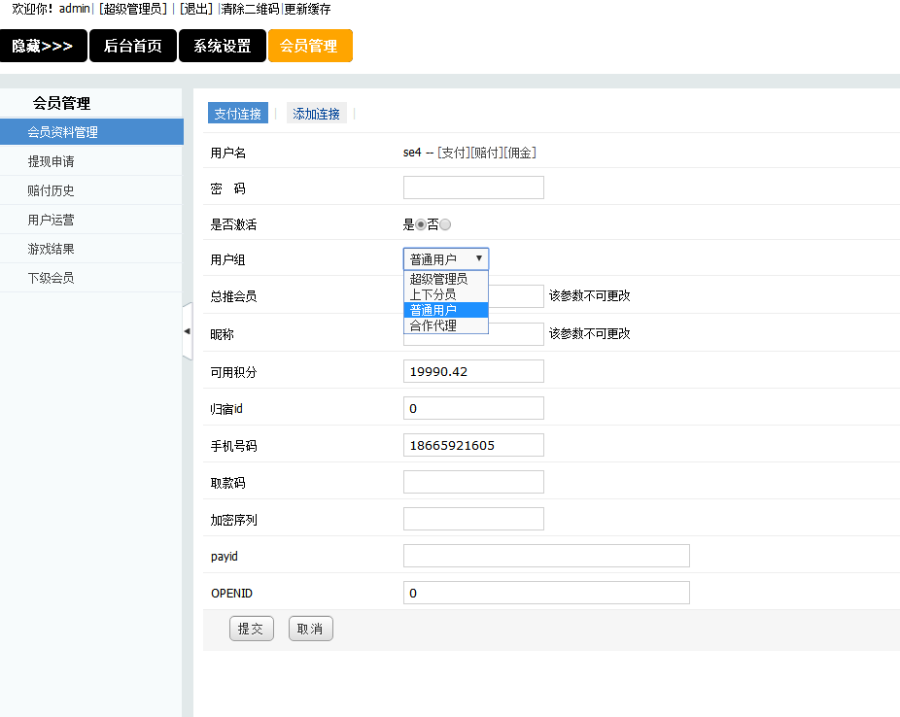 欢迎你！admin| [超级管理员] | [退出] |清除二维码|更新缓存
隐藏>>> 后台首页 系统设置 会员管理
会员管理
会员资料管理
提现申请
赔付历史
用户运营
游戏结果
下级会员
支付连接 | 添加连接 |
用户名 se4 -- [支付][赔付][佣金]
密 码
是否激活 是 否
用户组 普通用户
超级管理员
上下分员
普通用户
合作代理
总推会员 该参数不可更改
昵称 该参数不可更改
可用积分 19990.42
归宿id 0
手机号码 18665921605
取款码
加密序列
payid
OPENID 0
提交 取消